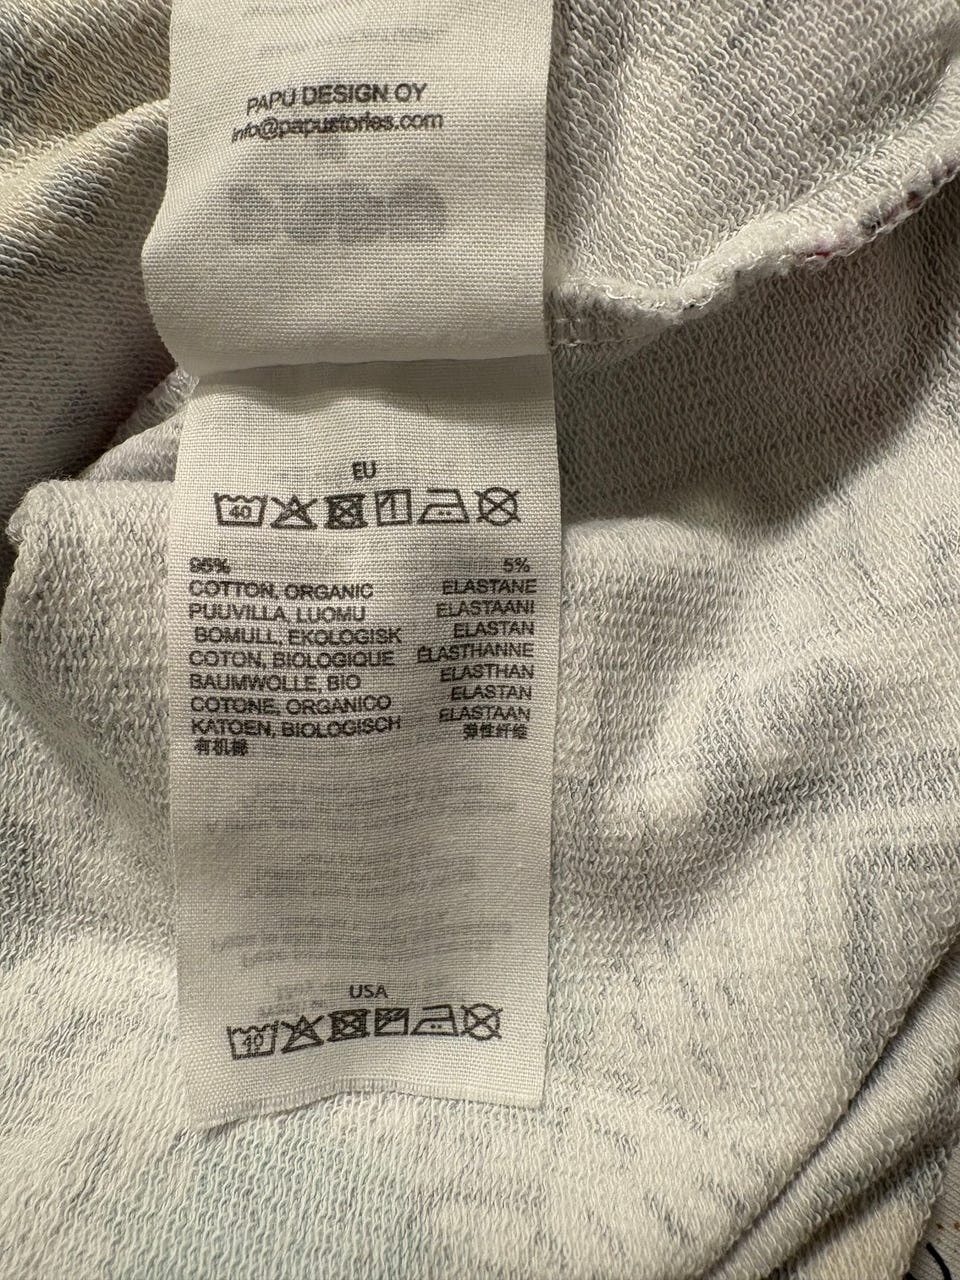 PAPU DESIGN OY
info@papustories.com
EU
40
95% 5%
COTTON, ORGANIC ELASTANE
PUUVILLA, LUOMU ELASTAANI
BOMULL, EKOLOGISK ELASTAN
COTON, BIOLOGIQUE ÉLASTHANNE
BAUMWOLLE, BIO ELASTHAN
COTONE, ORGANICO ELASTAN
KATOEN, BIOLOGISCH ELASTAAN
有机棉 弹性纤维
USA
40